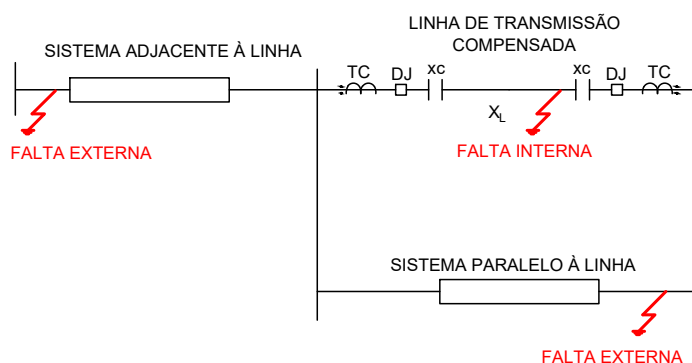 LINHA DE TRANSMISSÃO
COMPENSADA
SISTEMA ADJACENTE À LINHA
TC DJ xc xc DJ TC
XL
FALTA EXTERNA
FALTA INTERNA
SISTEMA PARALELO À LINHA
FALTA EXTERNA